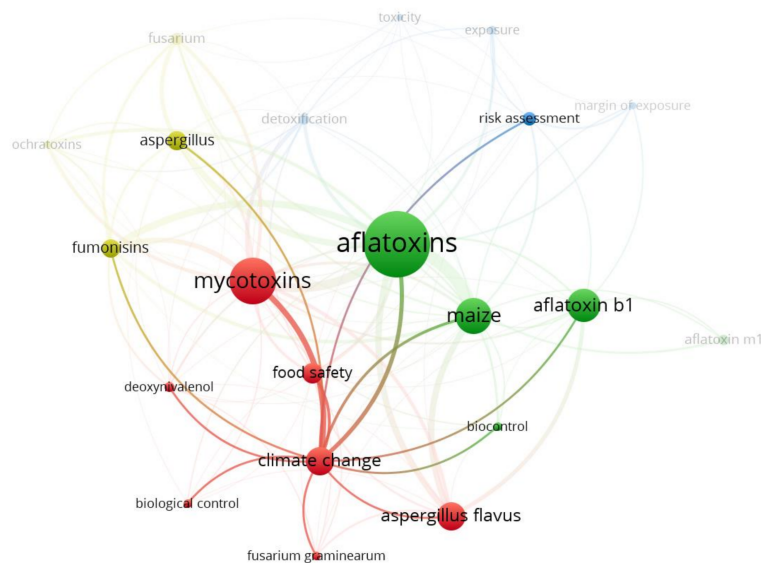 toxicity
exposure
fusarium
margin of exposure
detoxification
risk assessment
ochratoxins
aspergillus
aflatoxins
fumonisins
mycotoxins
aflatoxin b1
maize
aflatoxin m1
food safety
deoxynivalenol
biocontrol
climate change
biological control
aspergillus flavus
fusarium graminearum